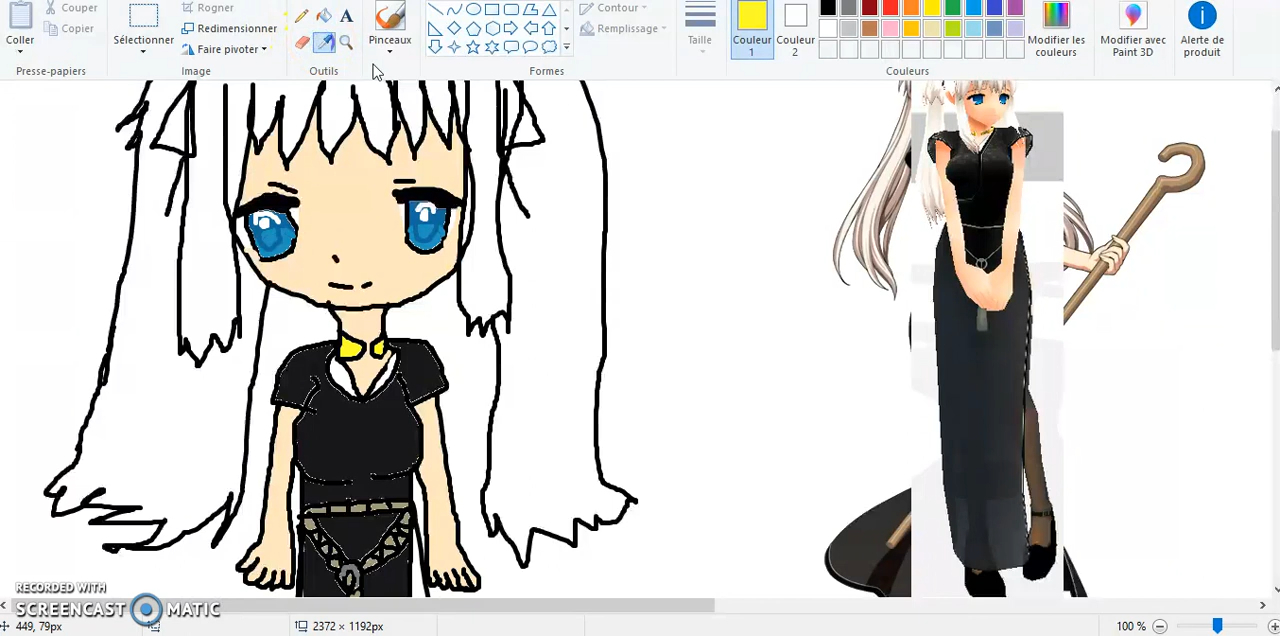 Coller
Couper
Copier
Presse-papiers
Sélectionner
Rogner
Redimensionner
Faire pivoter
Image
A
Outils
Pinceaux
Contour
Remplissage
Formes
Taille
Couleur 1
Couleur 2
Couleurs
Modifier les couleurs
Modifier avec Paint 3D
Alerte de produit
RECORDED WITH
SCREENCAST MATIC
449, 79px
2372 × 1192px
100 %